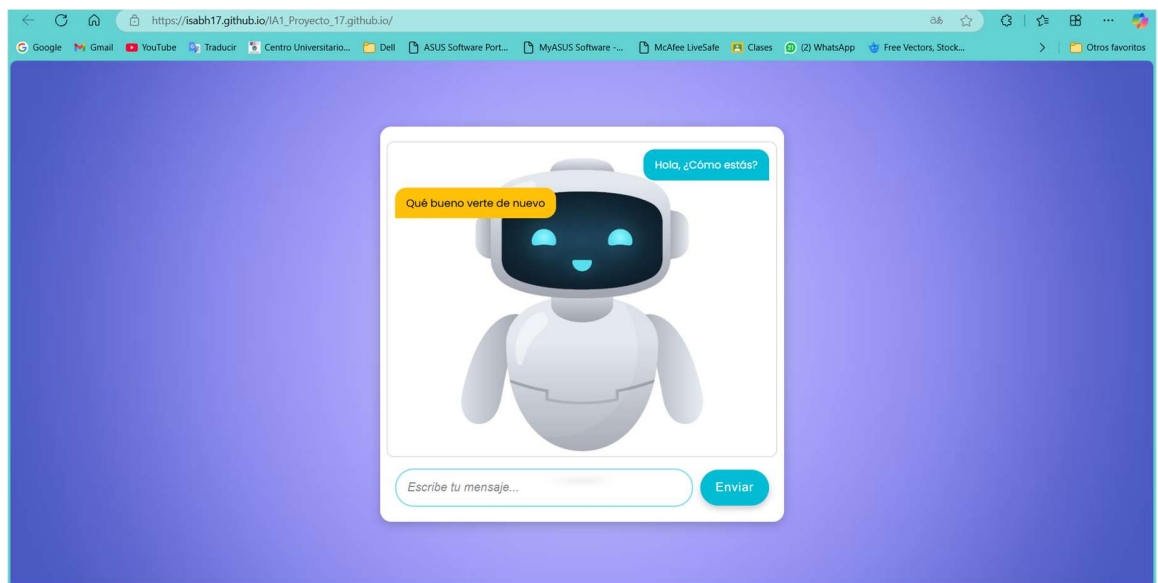 https://isabh17.github.io/IA1_Proyecto_17.github.io/
Google Gmail YouTube Traducir Centro Universitario... Dell ASUS Software Port... MyASUS Software -... McAfee LiveSafe Clases (2) WhatsApp Free Vectors, Stock... Otros favoritos
Hola, ¿Cómo estás?
Qué bueno verte de nuevo
Escribe tu mensaje... Enviar